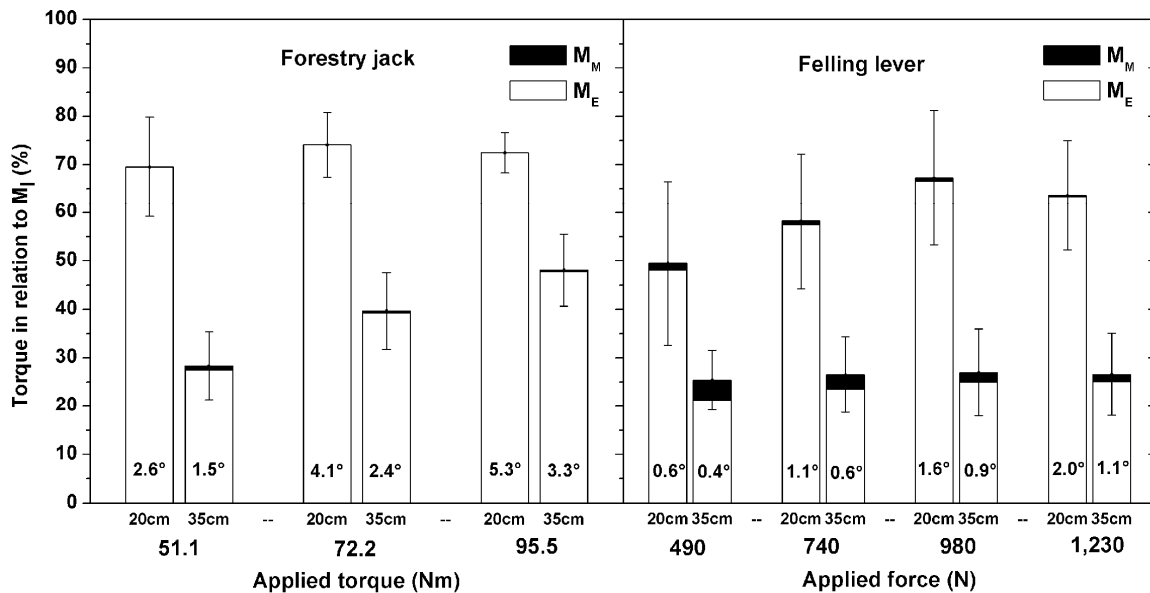 Torque in relation to M_I (%)
100
90
80
70
60
50
40
30
20
10
0
Forestry jack
M_M
M_E
Felling lever
M_M
M_E
2.6° 1.5° 4.1° 2.4° 5.3° 3.3° 0.6° 0.4° 1.1° 0.6° 1.6° 0.9° 2.0° 1.1°
20cm 35cm -- 20cm 35cm -- 20cm 35cm 20cm 35cm -- 20cm 35cm -- 20cm 35cm -- 20cm 35cm
51.1 72.2 95.5 490 740 980 1,230
Applied torque (Nm) Applied force (N)